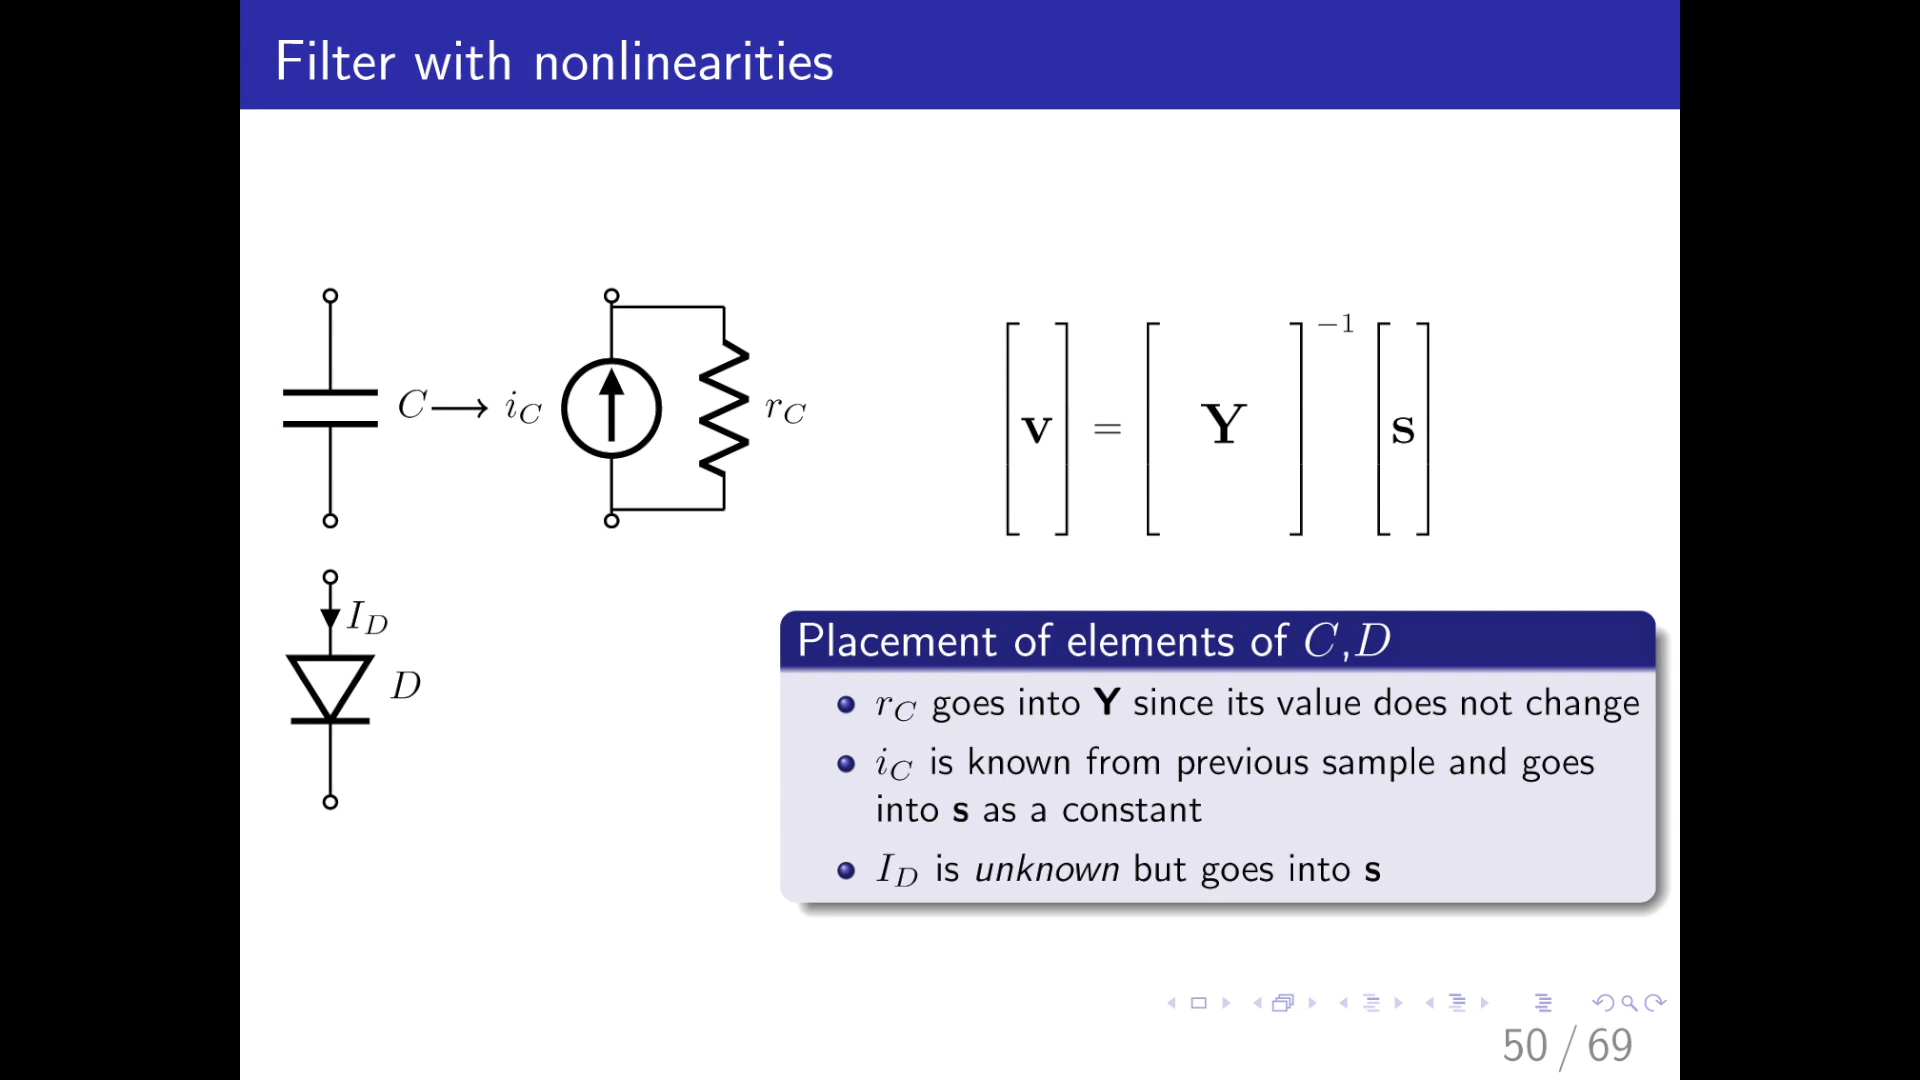 Filter with nonlinearities
C → i_C
r_C
v = Y −1 s
I_D
D
Placement of elements of C,D
r_C goes into Y since its value does not change
i_C is known from previous sample and goes
into s as a constant
I_D is unknown but goes into s
50 / 69